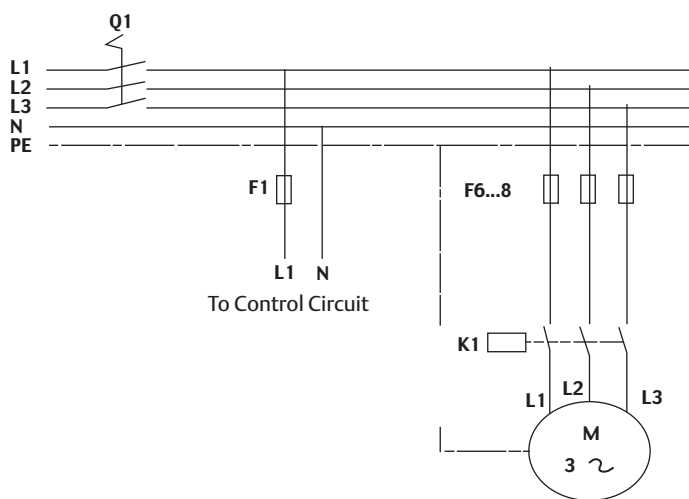 Q1
L1
L2
L3
N
PE
F1
F6...8
L1 N
To Control Circuit
K1
L1 L2 L3
M
3 ~